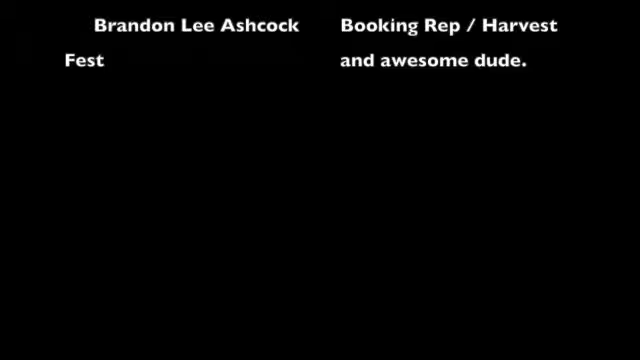 Brandon Lee Ashcock Booking Rep / Harvest
Fest and awesome dude.